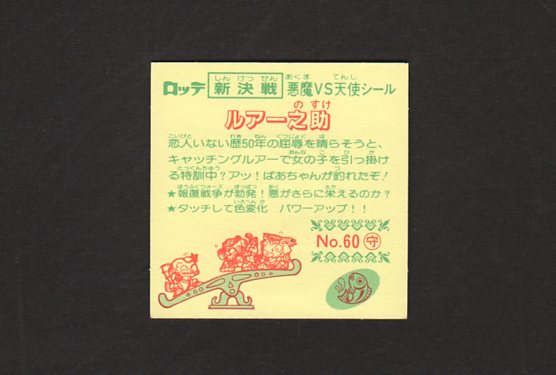 ロッテ 新決戦 悪魔VS天使シール
ルアー之助
恋人いない歴50年の屈辱を晴らそうと、
キャッチングルアーで女の子を引っ掛け
る特訓中？アッ！ばあちゃんが釣れたぞ！
★報復戦争が勃発！悪がさらに栄えるのか？
★タッチして色変化 パワーアップ！！
No.60 守